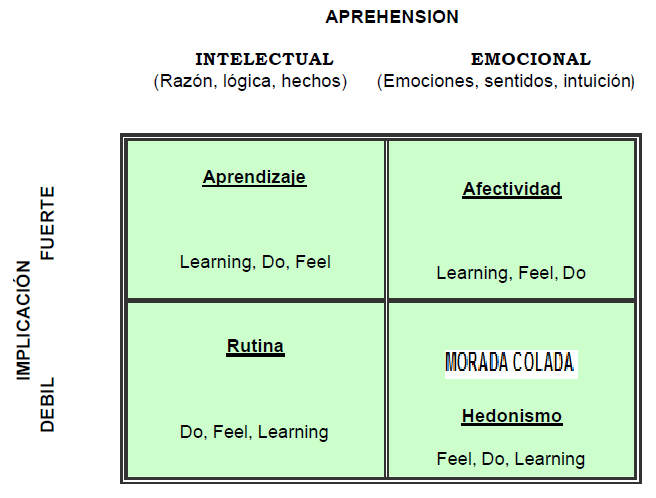 APREHENSION
INTELECTUAL
(Razón, lógica, hechos)
EMOCIONAL
(Emociones, sentidos, intuición)
IMPLICACIÓN
FUERTE
DEBIL
Aprendizaje
Learning, Do, Feel
Afectividad
Learning, Feel, Do
Rutina
Do, Feel, Learning
MORADA COLADA
Hedonismo
Feel, Do, Learning